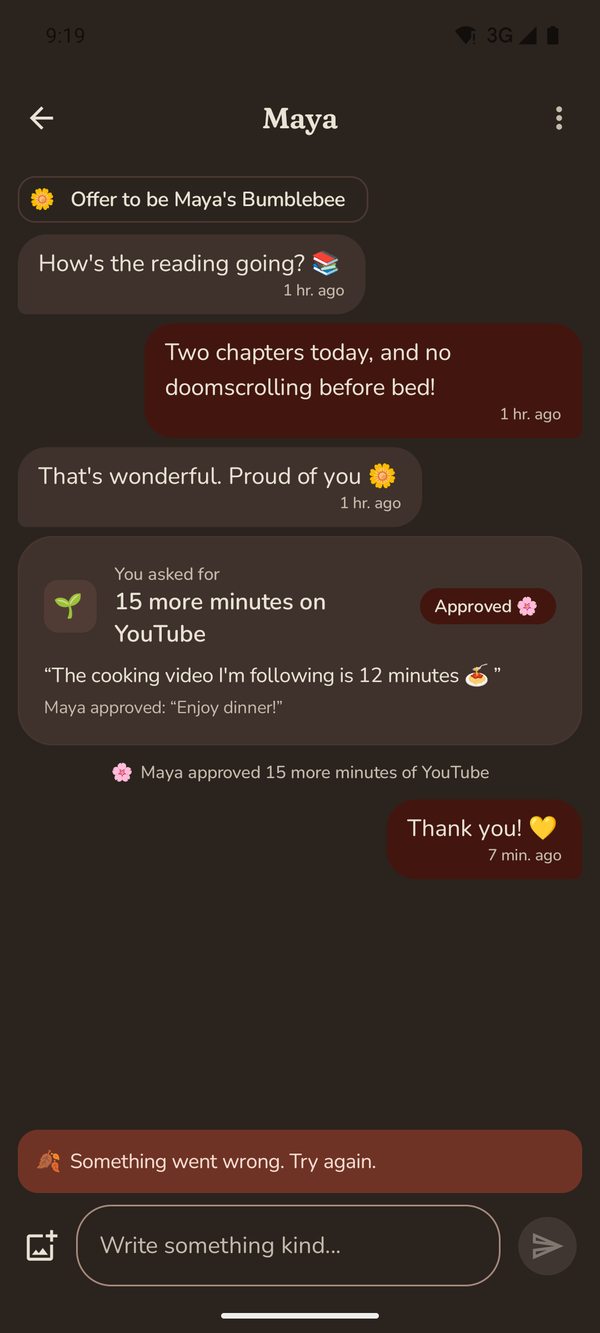 9:19
3G
Maya
🌼 Offer to be Maya's Bumblebee
How's the reading going? 📚
1 hr. ago
Two chapters today, and no
doomscrolling before bed!
1 hr. ago
That's wonderful. Proud of you 🌼
1 hr. ago
You asked for
15 more minutes on
YouTube
Approved 🌸
“The cooking video I'm following is 12 minutes 🍝 ”
Maya approved: “Enjoy dinner!”
🌸 Maya approved 15 more minutes of YouTube
Thank you! 💛
7 min. ago
🍂 Something went wrong. Try again.
Write something kind...